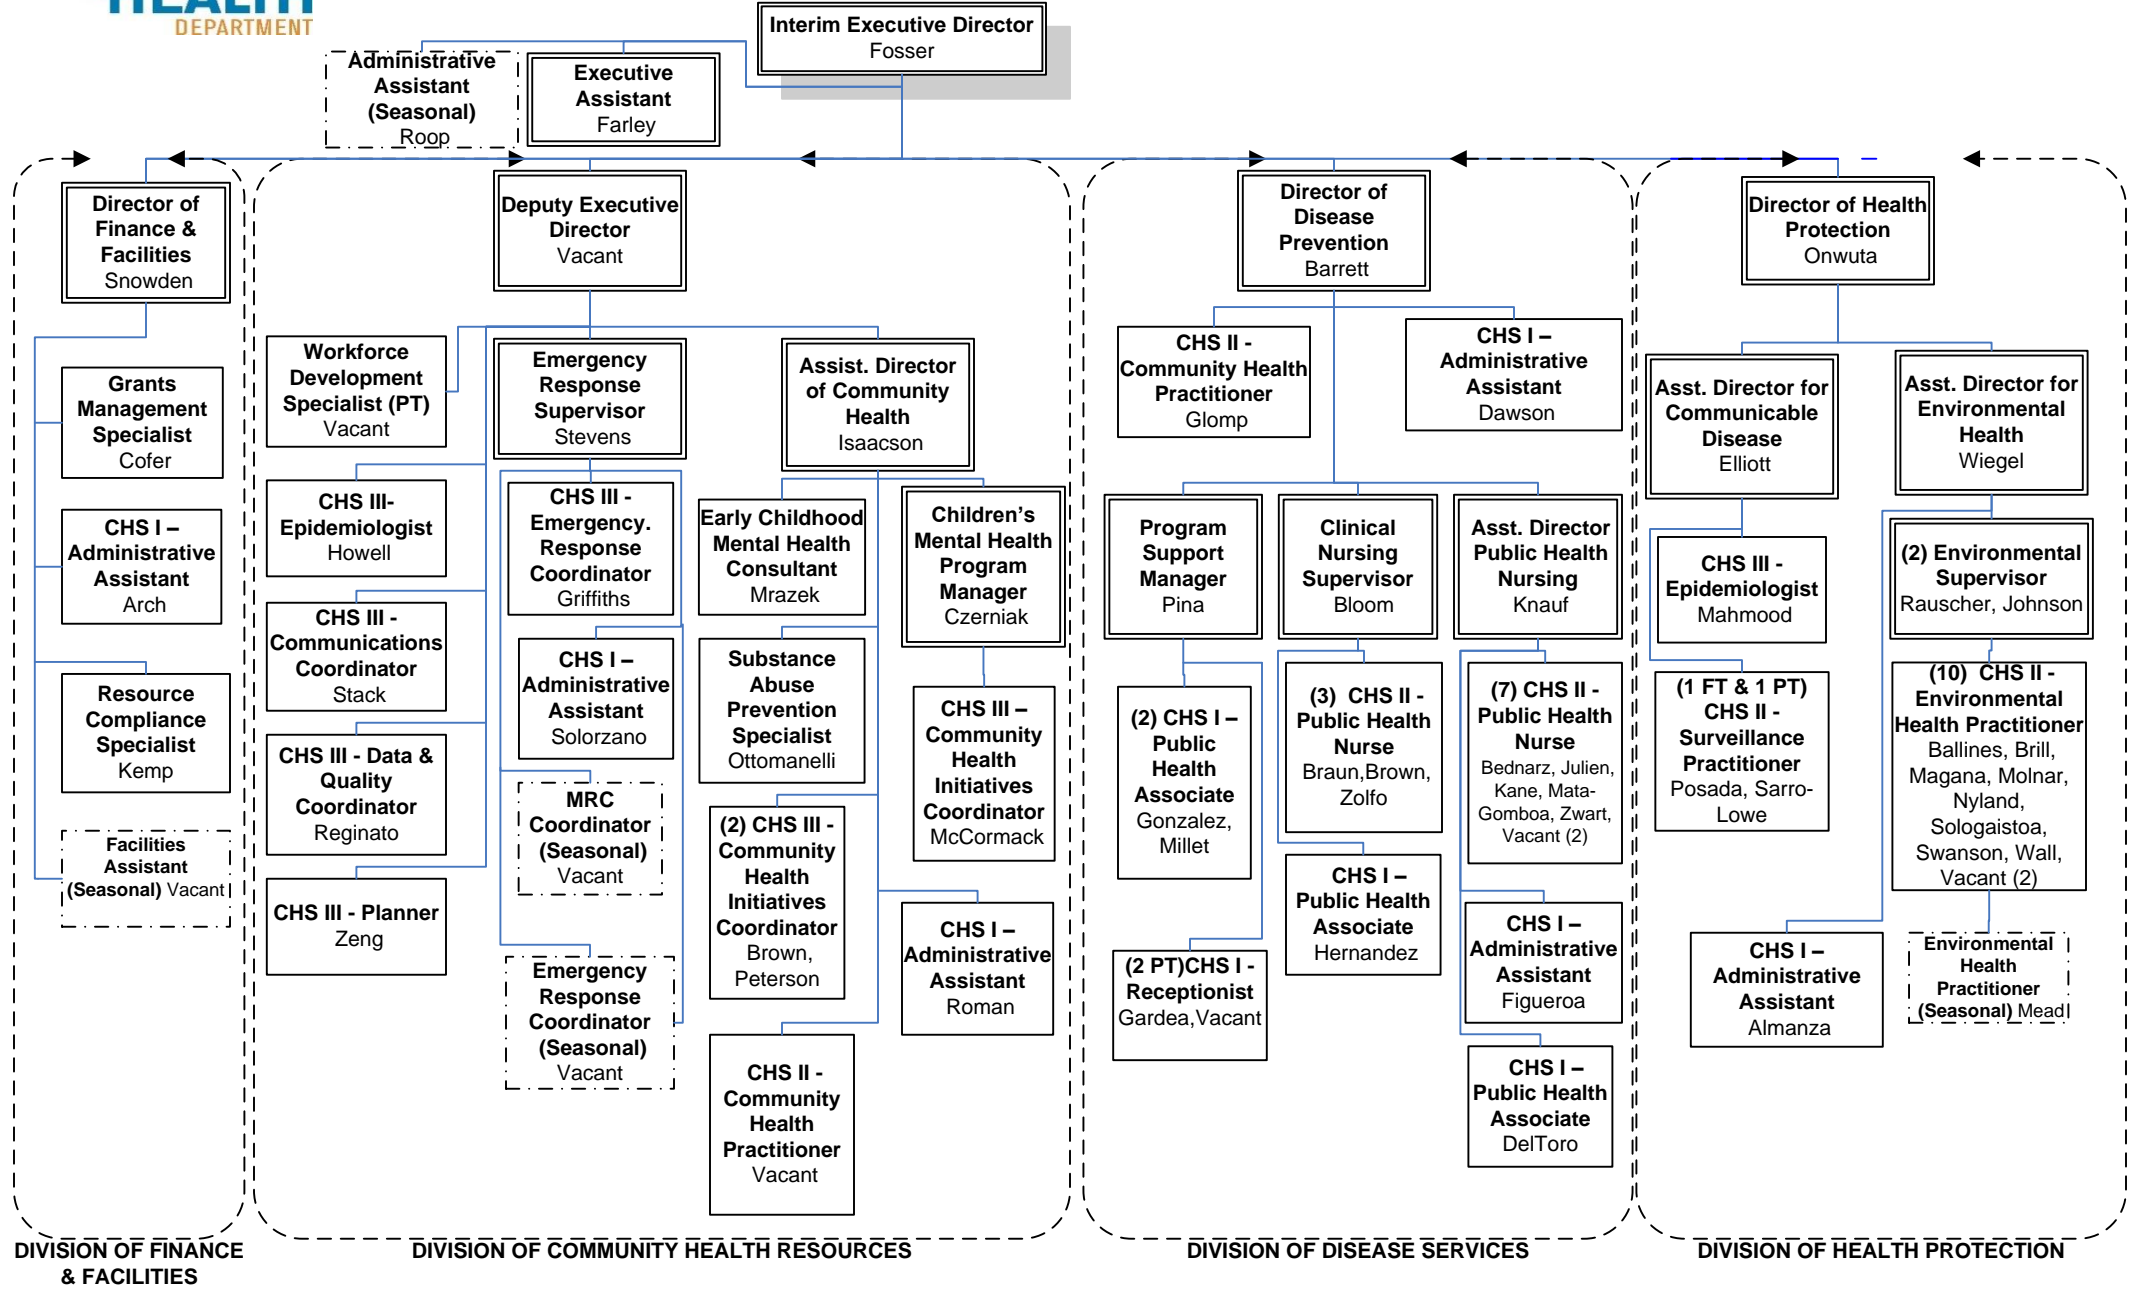 HEALTH
DEPARTMENT
Interim Executive Director
Fosser
Administrative
Assistant
(Seasonal)
Roop
Executive
Assistant
Farley
Director of
Finance &
Facilities
Snowden
Grants
Management
Specialist
Cofer
CHS I –
Administrative
Assistant
Arch
Resource
Compliance
Specialist
Kemp
Facilities
Assistant
(Seasonal) Vacant
DIVISION OF FINANCE
& FACILITIES
Deputy Executive
Director
Vacant
Workforce
Development
Specialist (PT)
Vacant
CHS III-
Epidemiologist
Howell
CHS III -
Communications
Coordinator
Stack
CHS III - Data &
Quality
Coordinator
Reginato
CHS III - Planner
Zeng
Emergency
Response
Supervisor
Stevens
CHS III -
Emergency.
Response
Coordinator
Griffiths
CHS I –
Administrative
Assistant
Solorzano
MRC
Coordinator
(Seasonal)
Vacant
Emergency
Response
Coordinator
(Seasonal)
Vacant
Assist. Director
of Community
Health
Isaacson
Early Childhood
Mental Health
Consultant
Mrazek
Substance
Abuse
Prevention
Specialist
Ottomanelli
(2) CHS III -
Community
Health
Initiatives
Coordinator
Brown,
Peterson
CHS II -
Community
Health
Practitioner
Vacant
Children’s
Mental Health
Program
Manager
Czerniak
CHS III –
Community
Health
Initiatives
Coordinator
McCormack
CHS I –
Administrative
Assistant
Roman
DIVISION OF COMMUNITY HEALTH RESOURCES
Director of
Disease
Prevention
Barrett
CHS II -
Community Health
Practitioner
Glomp
CHS I –
Administrative
Assistant
Dawson
Program
Support
Manager
Pina
(2) CHS I –
Public
Health
Associate
Gonzalez,
Millet
(2 PT)CHS I -
Receptionist
Gardea,Vacant
Clinical
Nursing
Supervisor
Bloom
(3) CHS II -
Public Health
Nurse
Braun,Brown,
Zolfo
CHS I –
Public Health
Associate
Hernandez
Asst. Director
Public Health
Nursing
Knauf
(7) CHS II -
Public Health
Nurse
Bednarz, Julien,
Kane, Mata-
Gomboa, Zwart,
Vacant (2)
CHS I –
Administrative
Assistant
Figueroa
CHS I –
Public Health
Associate
DelToro
DIVISION OF DISEASE SERVICES
Director of Health
Protection
Onwuta
Asst. Director for
Communicable
Disease
Elliott
CHS III -
Epidemiologist
Mahmood
(1 FT & 1 PT)
CHS II -
Surveillance
Practitioner
Posada, Sarro-
Lowe
Asst. Director for
Environmental
Health
Wiegel
(2) Environmental
Supervisor
Rauscher, Johnson
(10) CHS II -
Environmental
Health Practitioner
Ballines, Brill,
Magana, Molnar,
Nyland,
Sologaistoa,
Swanson, Wall,
Vacant (2)
CHS I –
Administrative
Assistant
Almanza
Environmental
Health
Practitioner
(Seasonal) Mead
DIVISION OF HEALTH PROTECTION